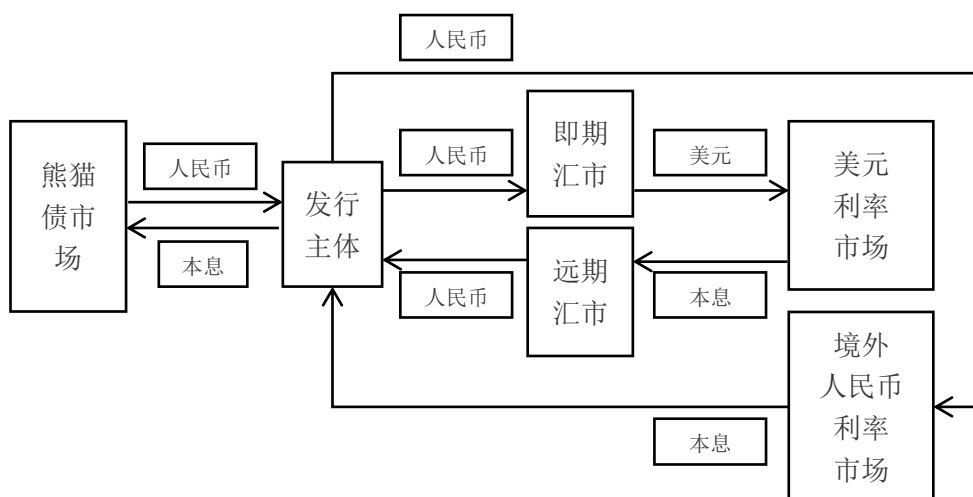 人民币
熊猫
债市
场
人民币
本息
发行
主体
人民币
即期
汇市
美元
美元
利率
市场
人民币
远期
汇市
本息
境外
人民币
利率
市场
本息